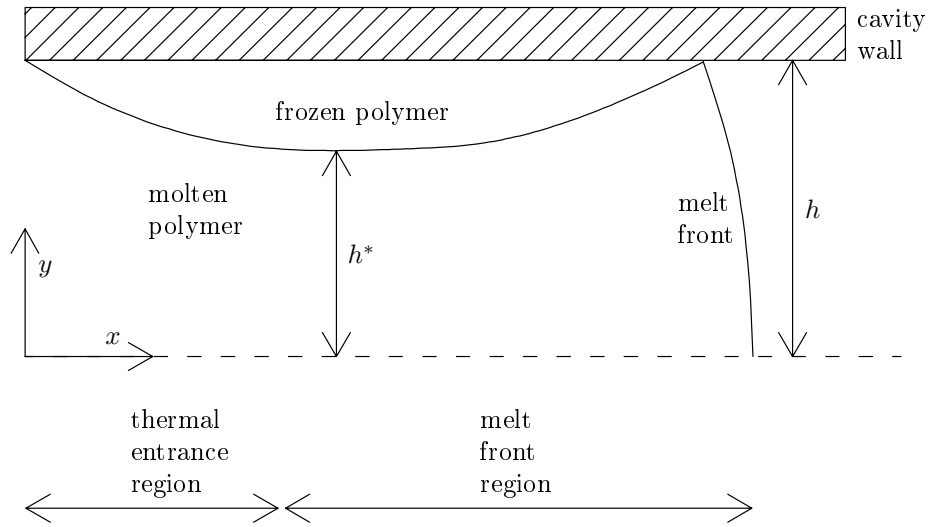 cavity
wall
frozen polymer
molten
polymer
melt
front
h
h*
y
x
thermal
entrance
region
melt
front
region